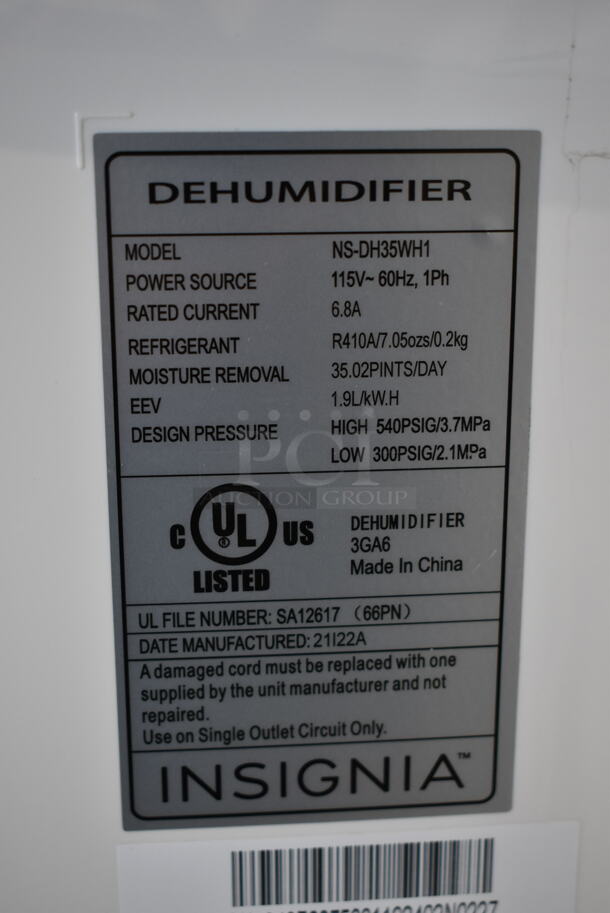 DEHUMIDIFIER
MODEL NS-DH35WH1
POWER SOURCE 115V~ 60Hz, 1Ph
RATED CURRENT 6.8A
REFRIGERANT R410A/7.05ozs/0.2kg
MOISTURE REMOVAL 35.02PINTS/DAY
EEV 1.9L/kW.H
DESIGN PRESSURE HIGH 540PSIG/3.7MPa
LOW 300PSIG/2.1MPa
PCI
AUCTION GROUP
C UL ® US
LISTED
DEHUMIDIFIER
3GA6
Made In China
UL FILE NUMBER: SA12617 (66PN)
DATE MANUFACTURED: 21I22A
A damaged cord must be replaced with one
supplied by the unit manufacturer and not
repaired.
Use on Single Outlet Circuit Only.
INSIGNIA™